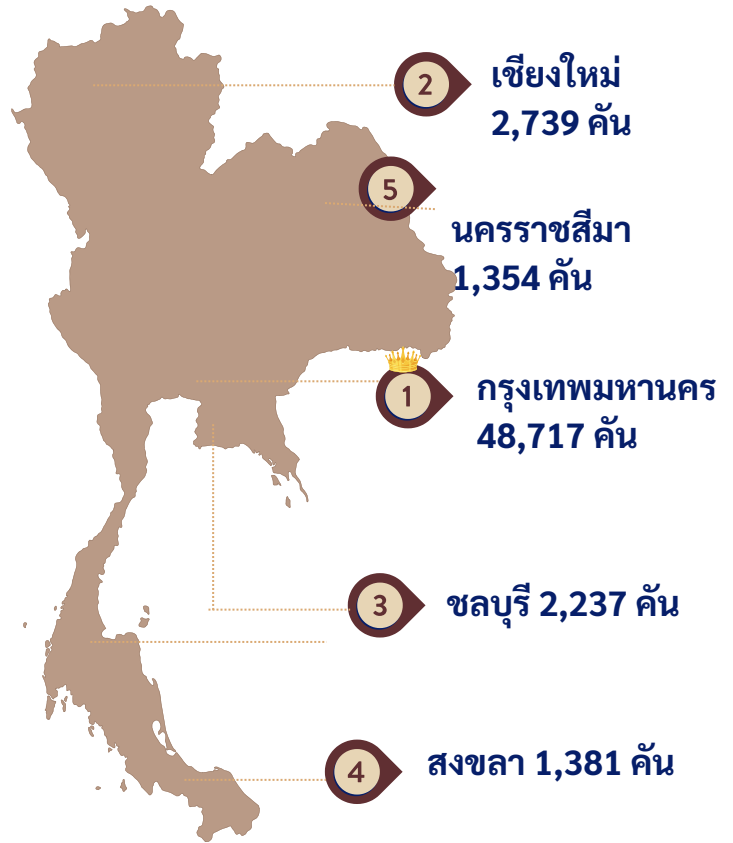 2
เชียงใหม่
2,739 คัน
5
นครราชสีมา
1,354 คัน
1
กรุงเทพมหานคร
48,717 คัน
3
ชลบุรี 2,237 คัน
4
สงขลา 1,381 คัน